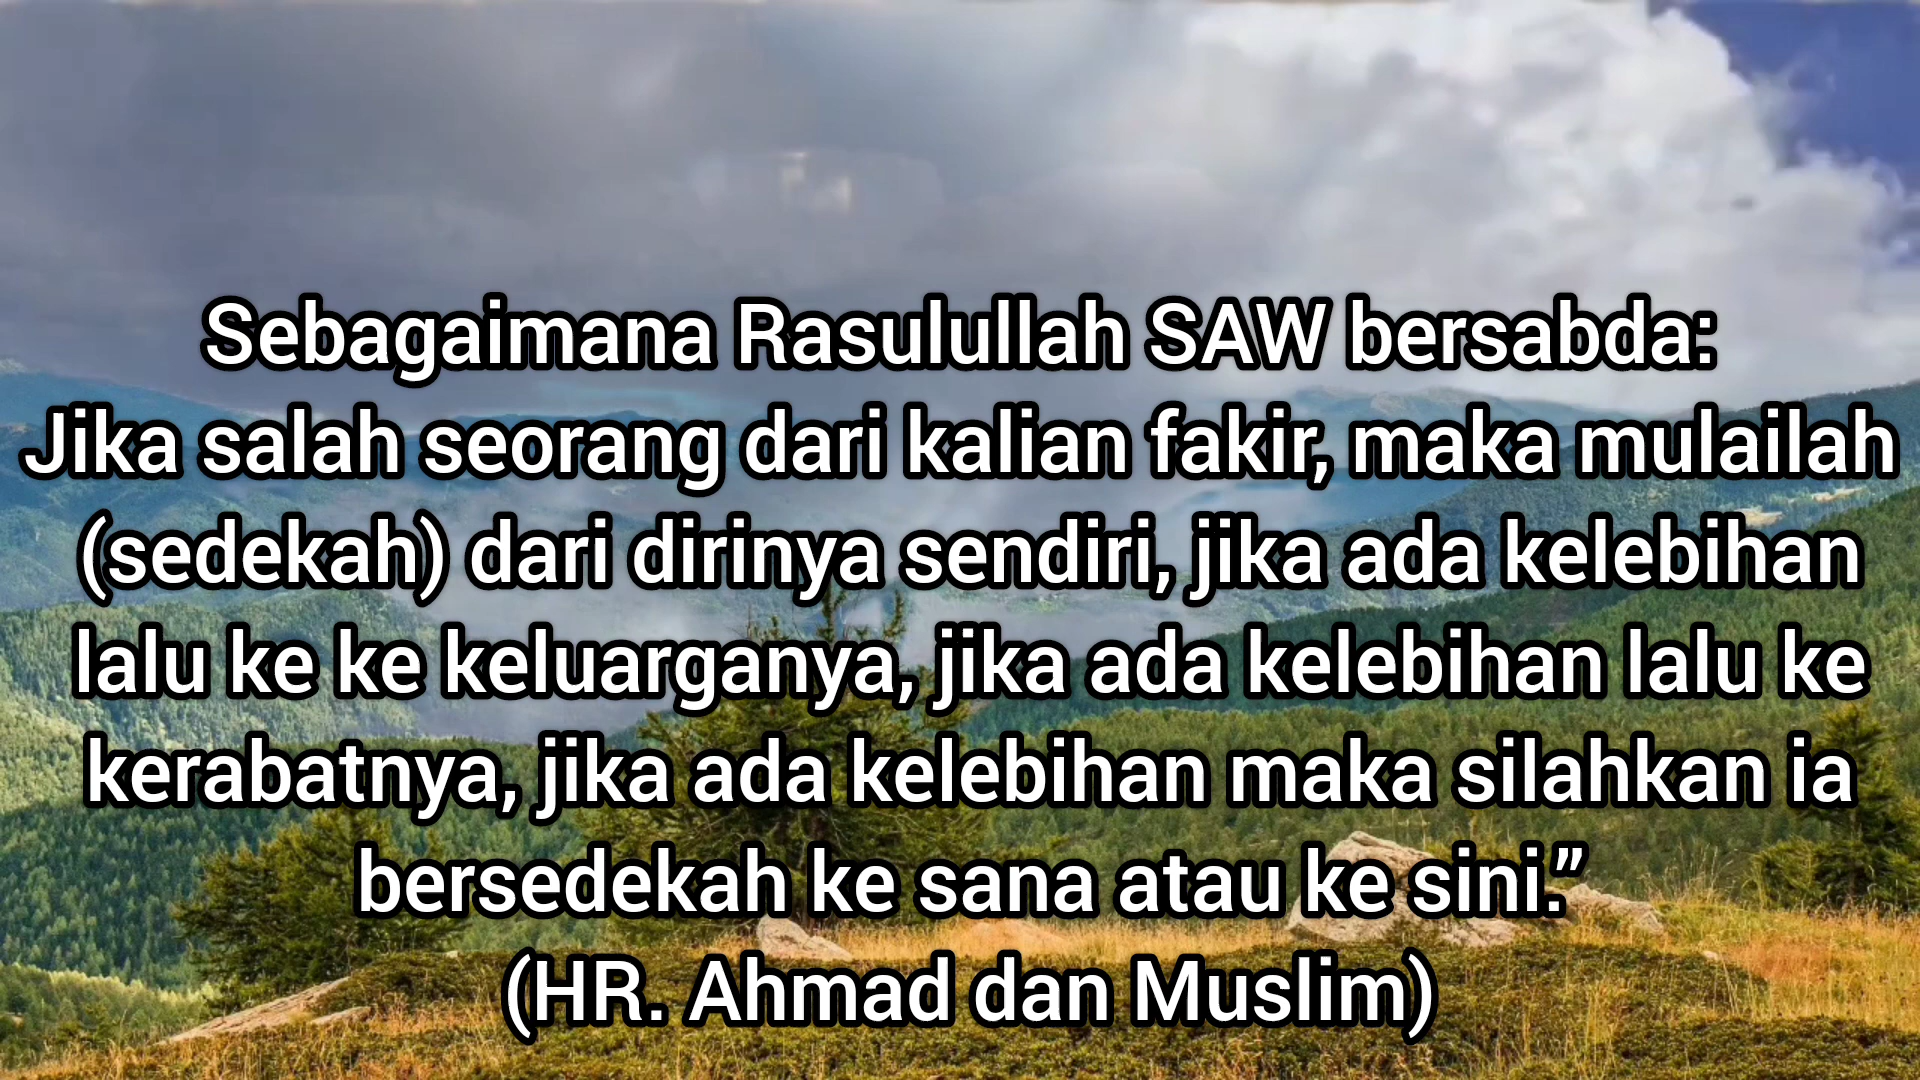 Sebagaimana Rasulullah SAW bersabda:
Jika salah seorang dari kalian fakir, maka mulailah
(sedekah) dari dirinya sendiri, jika ada kelebihan
lalu ke ke keluarganya, jika ada kelebihan lalu ke
kerabatnya, jika ada kelebihan maka silahkan ia
bersedekah ke sana atau ke sini.”
(HR. Ahmad dan Muslim)